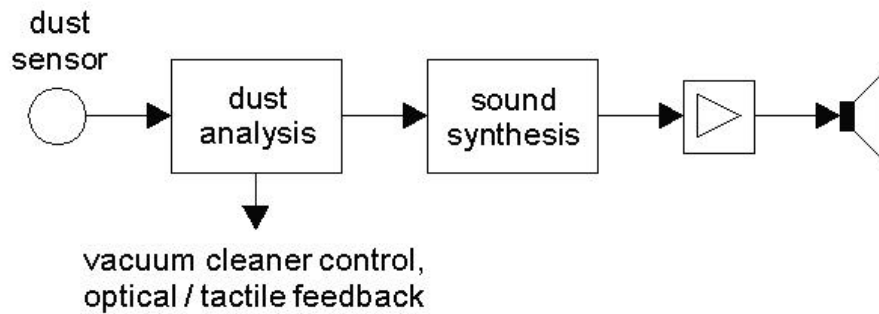 dust
sensor
dust
analysis
sound
synthesis
vacuum cleaner control,
optical / tactile feedback